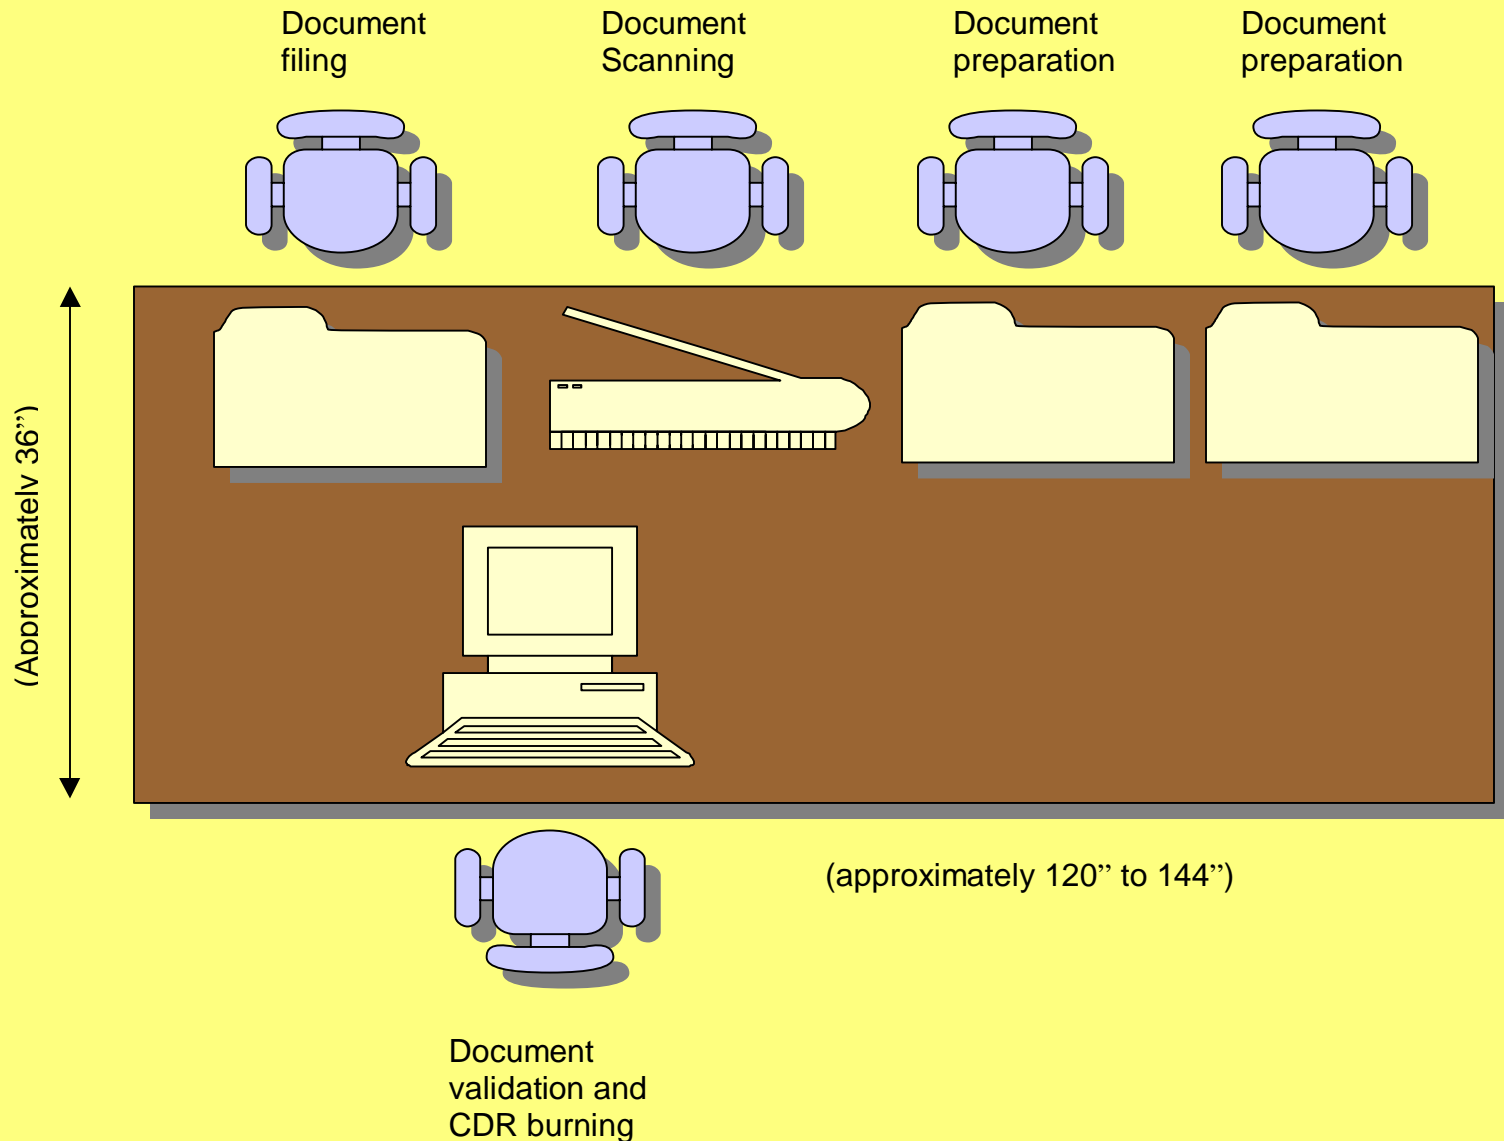 Document
filing
Document
Scanning
Document
preparation
Document
preparation
(Approximately 36”)
(approximately 120” to 144”)
Document
validation and
CDR burning